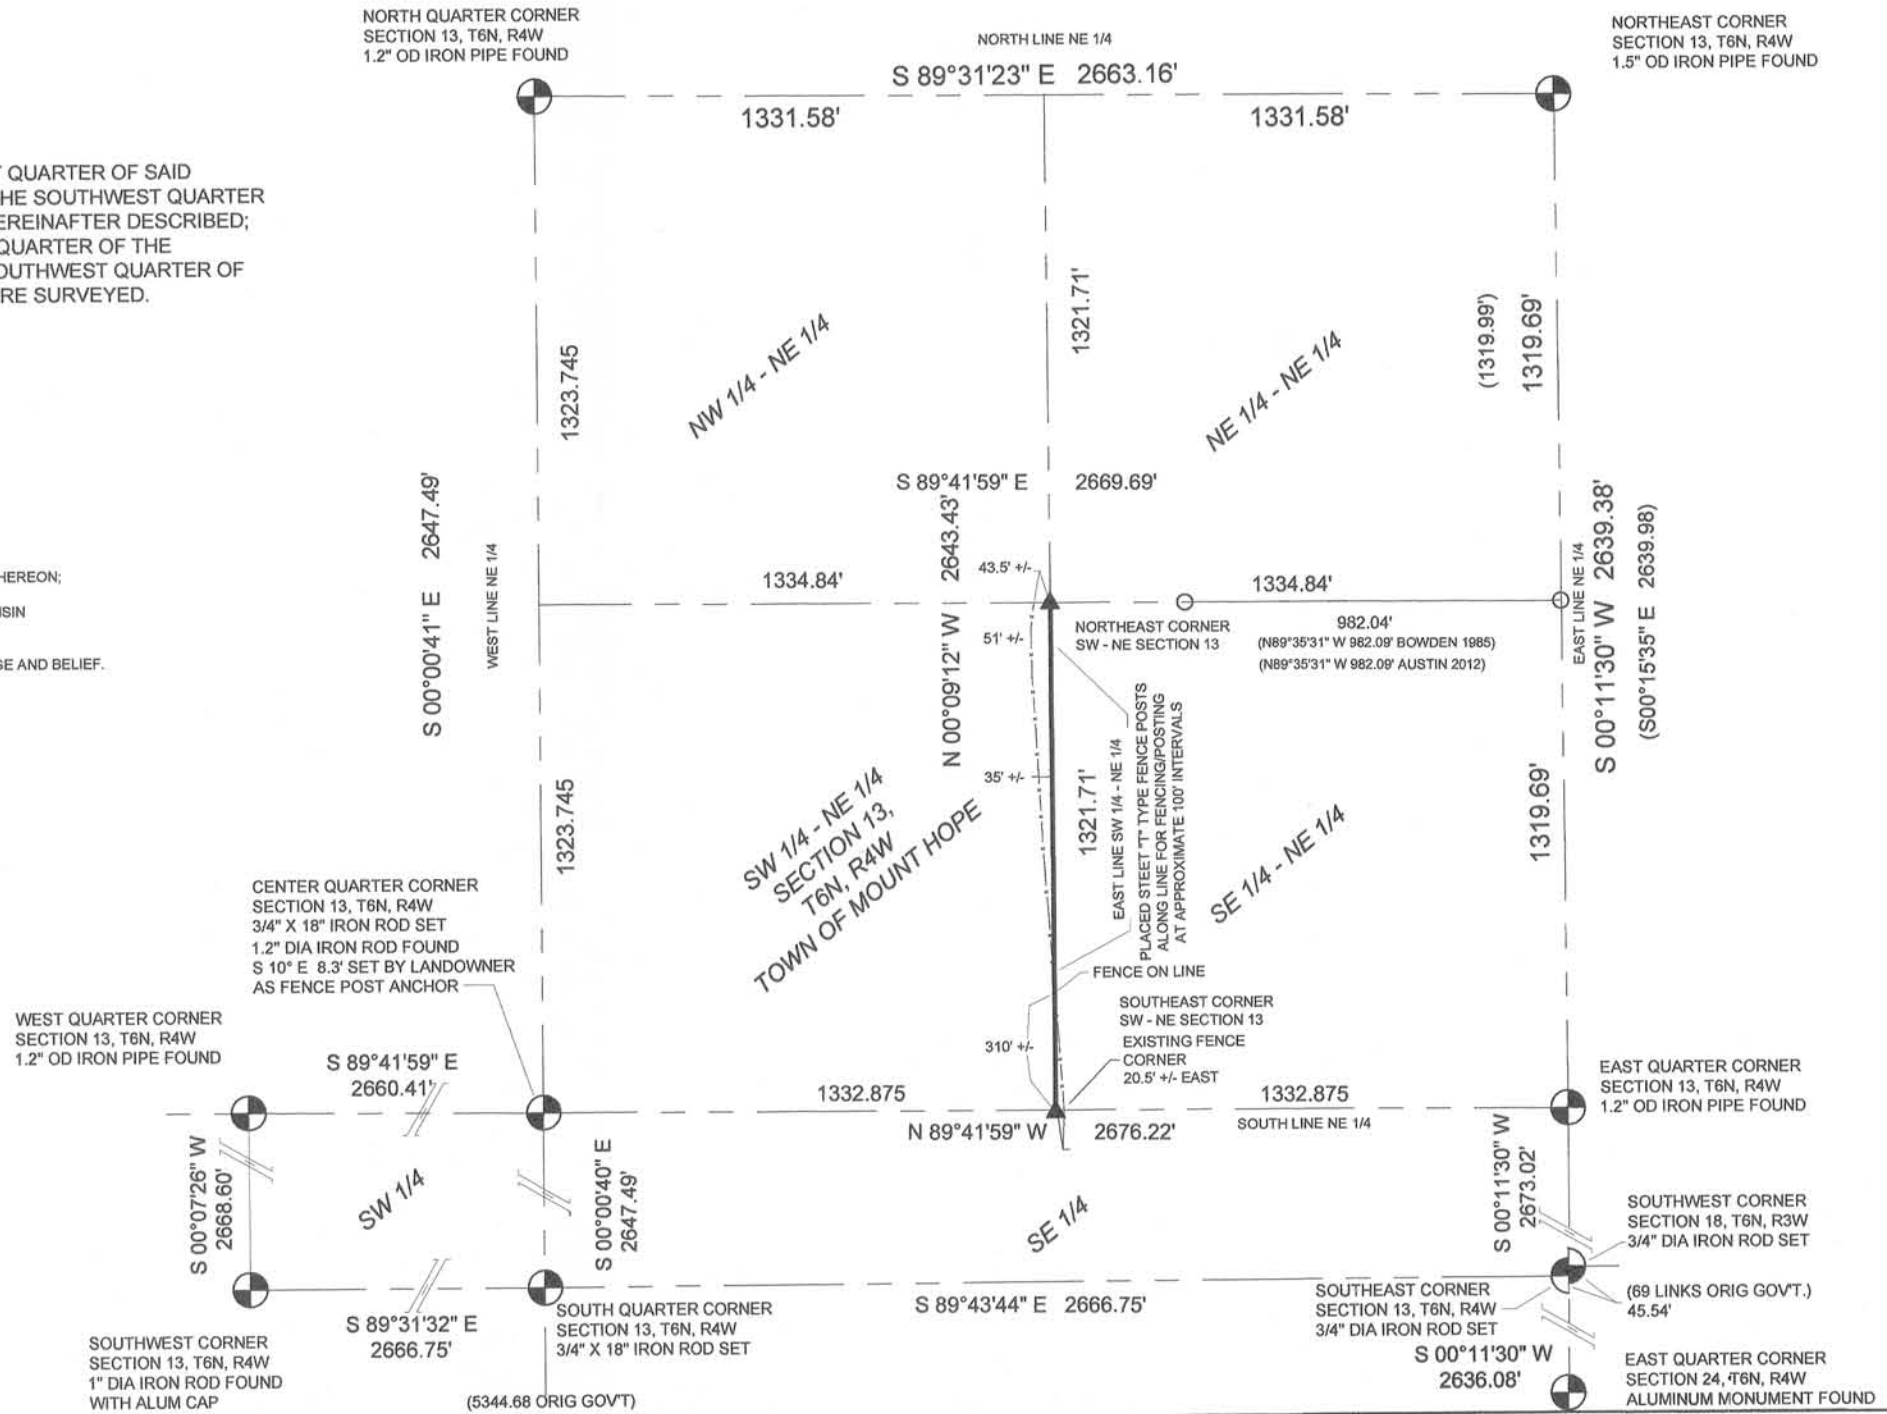 NORTH QUARTER CORNER
SECTION 13, T6N, R4W
1.2" OD IRON PIPE FOUND
NORTH LINE NE 1/4
S 89°31'23" E 2663.16'
1331.58'
1331.58'
NORTHEAST CORNER
SECTION 13, T6N, R4W
1.5" OD IRON PIPE FOUND
QUARTER OF SAID
HE SOUTHWEST QUARTER
EREINAFTER DESCRIBED;
QUARTER OF THE
OUTHWEST QUARTER OF
RE SURVEYED.
HEREON;
NSIN
GE AND BELIEF.
NW 1/4 - NE 1/4
NE 1/4 - NE 1/4
1323.745
1321.71'
(1319.99')
1319.69'
S 89°41'59" E 2669.69'
S 00°00'41" E 2647.49'
WEST LINE NE 1/4
1334.84'
N 00°09'12" W 2643.43'
43.5' +/-
51' +/-
35' +/-
NORTHEAST CORNER
SW - NE SECTION 13
1334.84'
982.04'
(N89°35'31" W 982.09' BOWDEN 1985)
(N89°35'31" W 982.09' AUSTIN 2012)
EAST LINE NE 1/4
S 00°11'30" W 2639.38'
(S00°15'35" E 2639.98)
1323.745
SW 1/4 - NE 1/4
SECTION 13,
T6N, R4W
TOWN OF MOUNT HOPE
1321.71'
EAST LINE SW 1/4 - NE 1/4
PLACED STEET "T" TYPE FENCE POSTS
ALONG LINE FOR FENCING/POSTING
AT APPROXIMATE 100' INTERVALS
SE 1/4 - NE 1/4
1319.69'
CENTER QUARTER CORNER
SECTION 13, T6N, R4W
3/4" X 18" IRON ROD SET
1.2" DIA IRON ROD FOUND
S 10° E 8.3' SET BY LANDOWNER
AS FENCE POST ANCHOR
FENCE ON LINE
310' +/-
SOUTHEAST CORNER
SW - NE SECTION 13
EXISTING FENCE
CORNER
20.5' +/- EAST
WEST QUARTER CORNER
SECTION 13, T6N, R4W
1.2" OD IRON PIPE FOUND
S 89°41'59" E
2660.41'
1332.875
1332.875
N 89°41'59" W 2676.22'
SOUTH LINE NE 1/4
EAST QUARTER CORNER
SECTION 13, T6N, R4W
1.2" OD IRON PIPE FOUND
S 00°07'26" W
2668.60'
SW 1/4
S 00°00'40" E
2647.49'
SE 1/4
S 00°11'30" W
2673.02'
SOUTHWEST CORNER
SECTION 18, T6N, R3W
3/4" DIA IRON ROD SET
(69 LINKS ORIG GOV'T.)
45.54'
SOUTHEAST CORNER
SECTION 13, T6N, R4W
3/4" DIA IRON ROD SET
S 89°43'44" E 2666.75'
SOUTH QUARTER CORNER
SECTION 13, T6N, R4W
3/4" X 18" IRON ROD SET
S 89°31'32" E
2666.75'
SOUTHWEST CORNER
SECTION 13, T6N, R4W
1" DIA IRON ROD FOUND
WITH ALUM CAP
(5344.68 ORIG GOV'T)
S 00°11'30" W
2636.08'
EAST QUARTER CORNER
SECTION 24, T6N, R4W
ALUMINUM MONUMENT FOUND